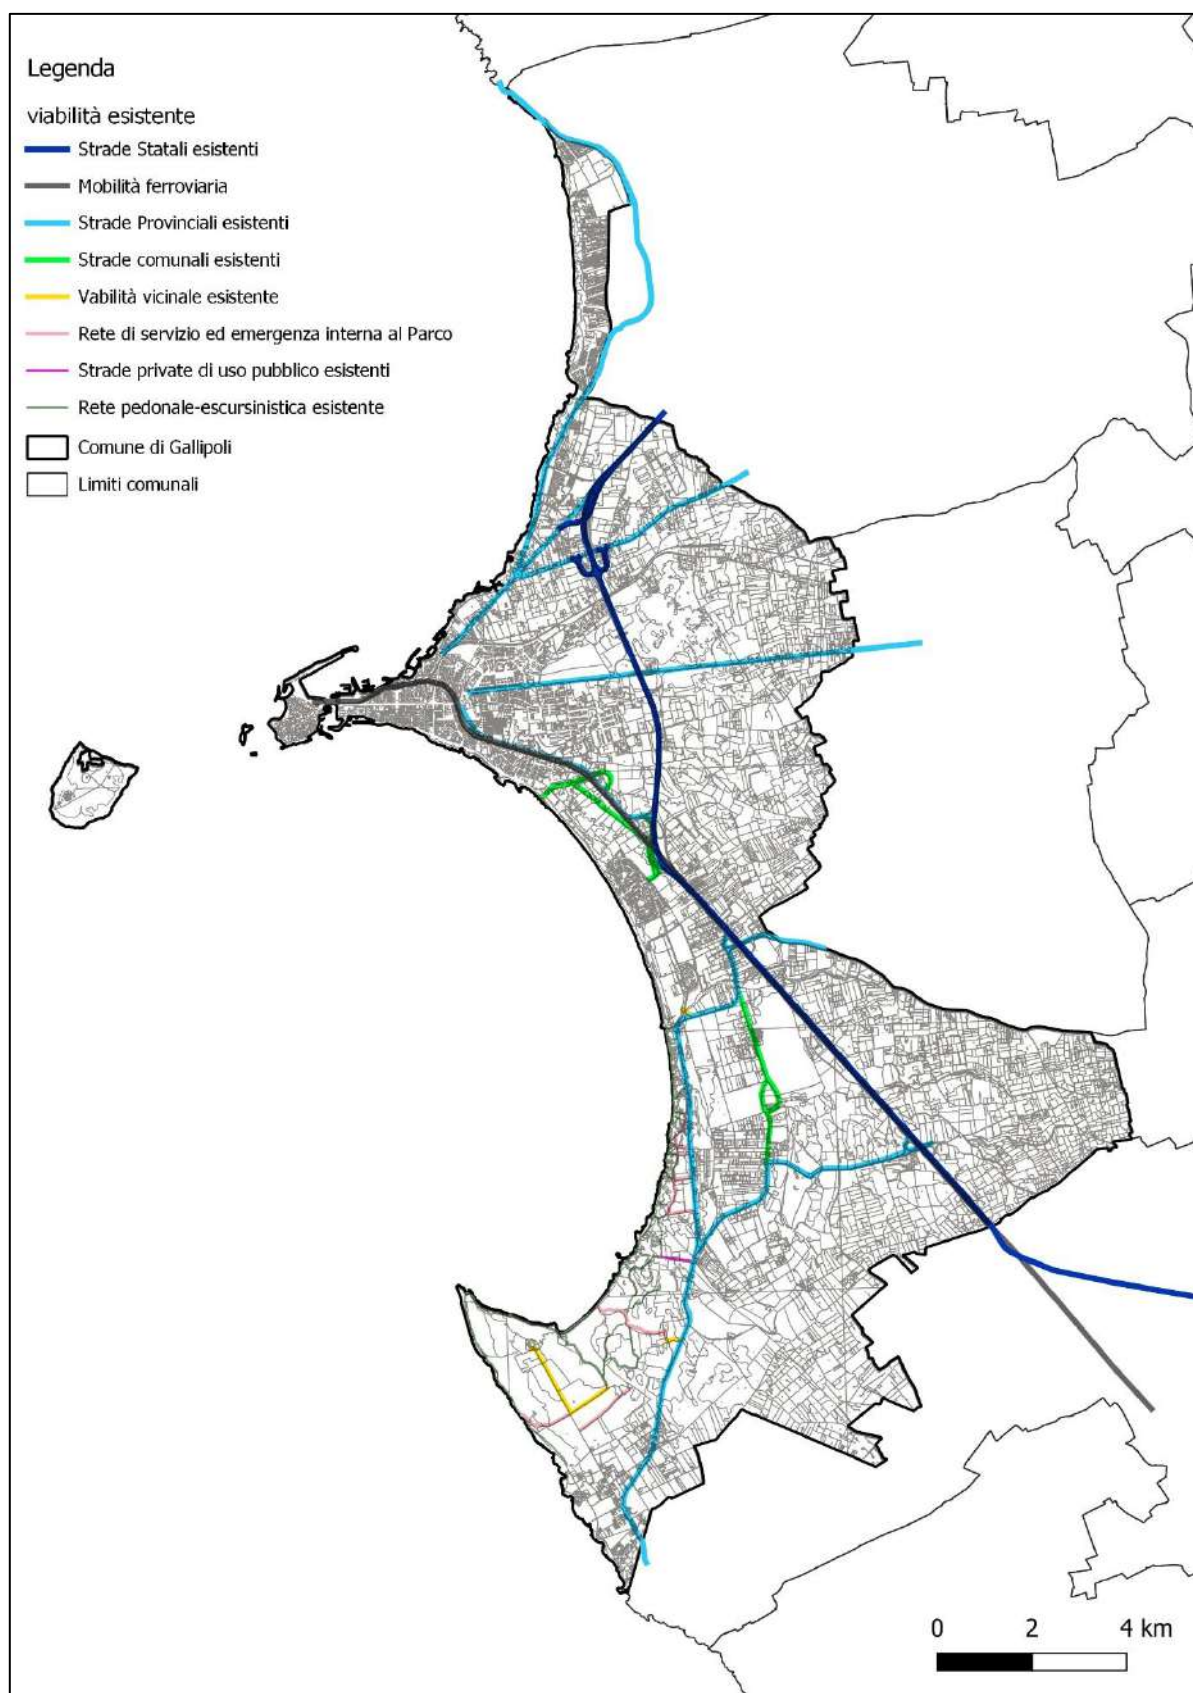 Legenda
viabilità esistente
Strade Statali esistenti
Mobilità ferroviaria
Strade Provinciali esistenti
Strade comunali esistenti
Vabilità vicinale esistente
Rete di servizio ed emergenza interna al Parco
Strade private di uso pubblico esistenti
Rete pedonale-escursinistica esistente
Comune di Gallipoli
Limiti comunali
0 2 4 km